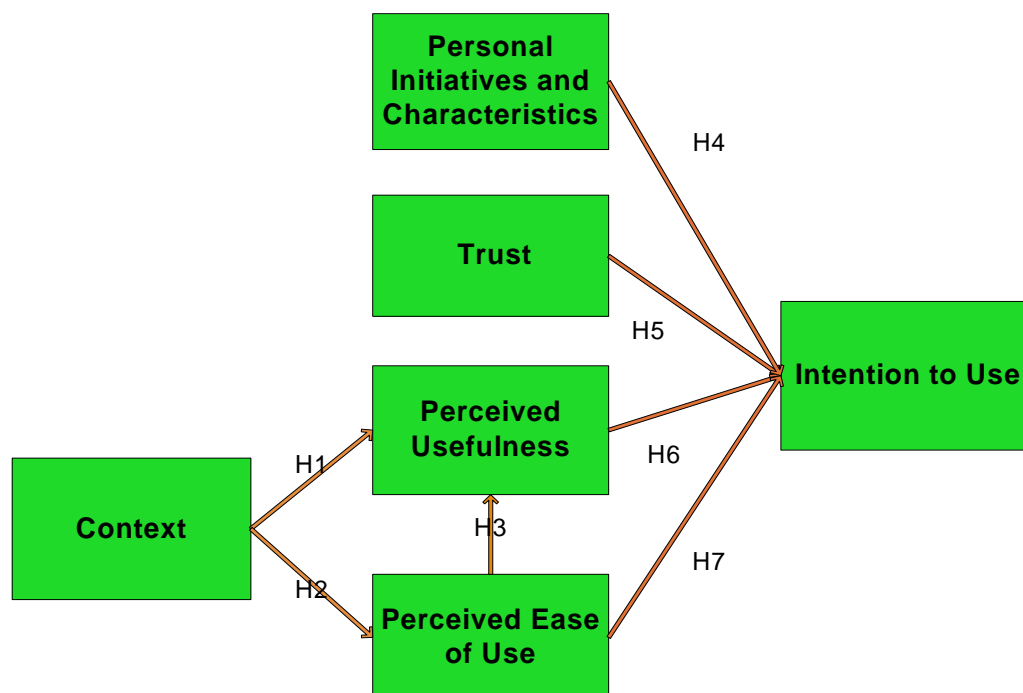 Personal
Initiatives and
Characteristics
H4
Trust
H5
Intention to Use
Perceived
Usefulness
H6
H1
Context
H3
H2
H7
Perceived Ease
of Use